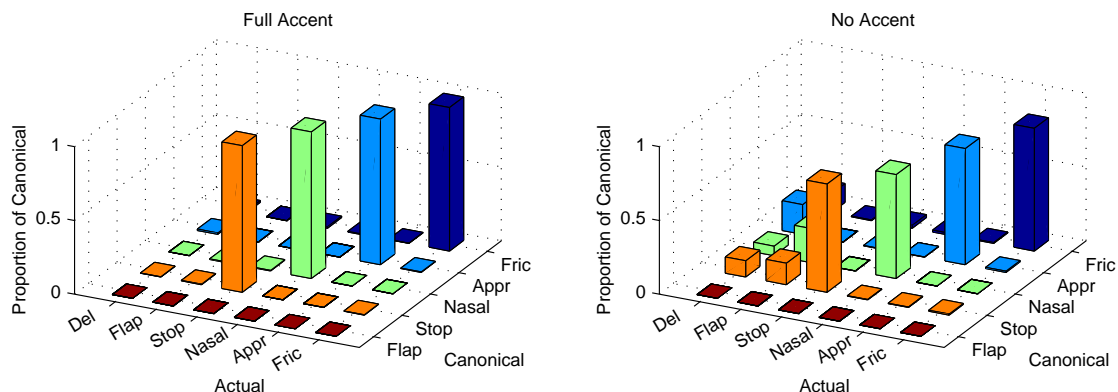 Full Accent
Proportion of Canonical
1
0.5
0
Del
Flap
Stop
Nasal
Appr
Fric
Actual
Flap
Stop
Nasal
Appr
Fric
Canonical
No Accent
Proportion of Canonical
1
0.5
0
Del
Flap
Stop
Nasal
Appr
Fric
Actual
Flap
Stop
Nasal
Appr
Fric
Canonical